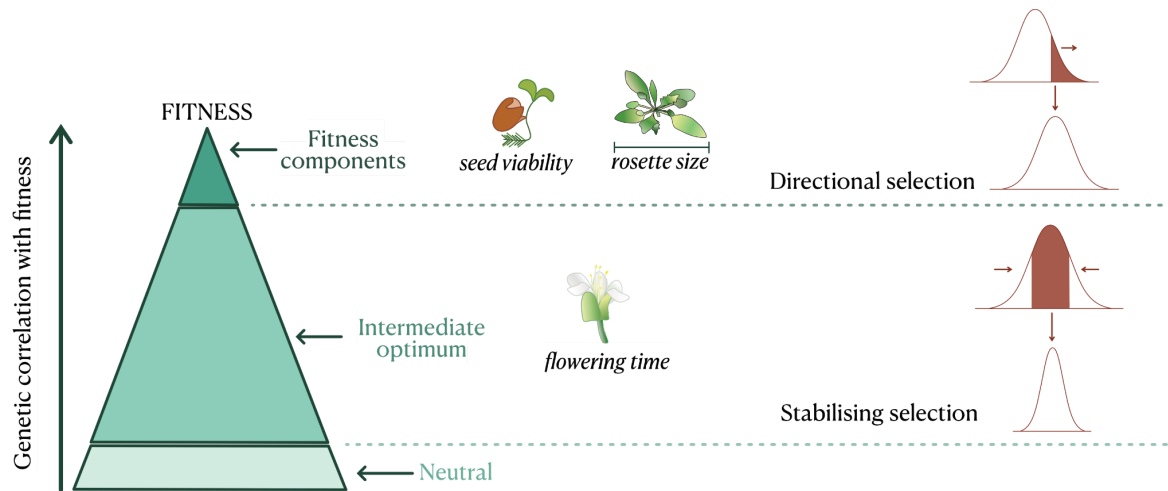 Genetic correlation with fitness
FITNESS
Fitness
components
seed viability
rosette size
Directional selection
Intermediate
optimum
flowering time
Stabilising selection
Neutral